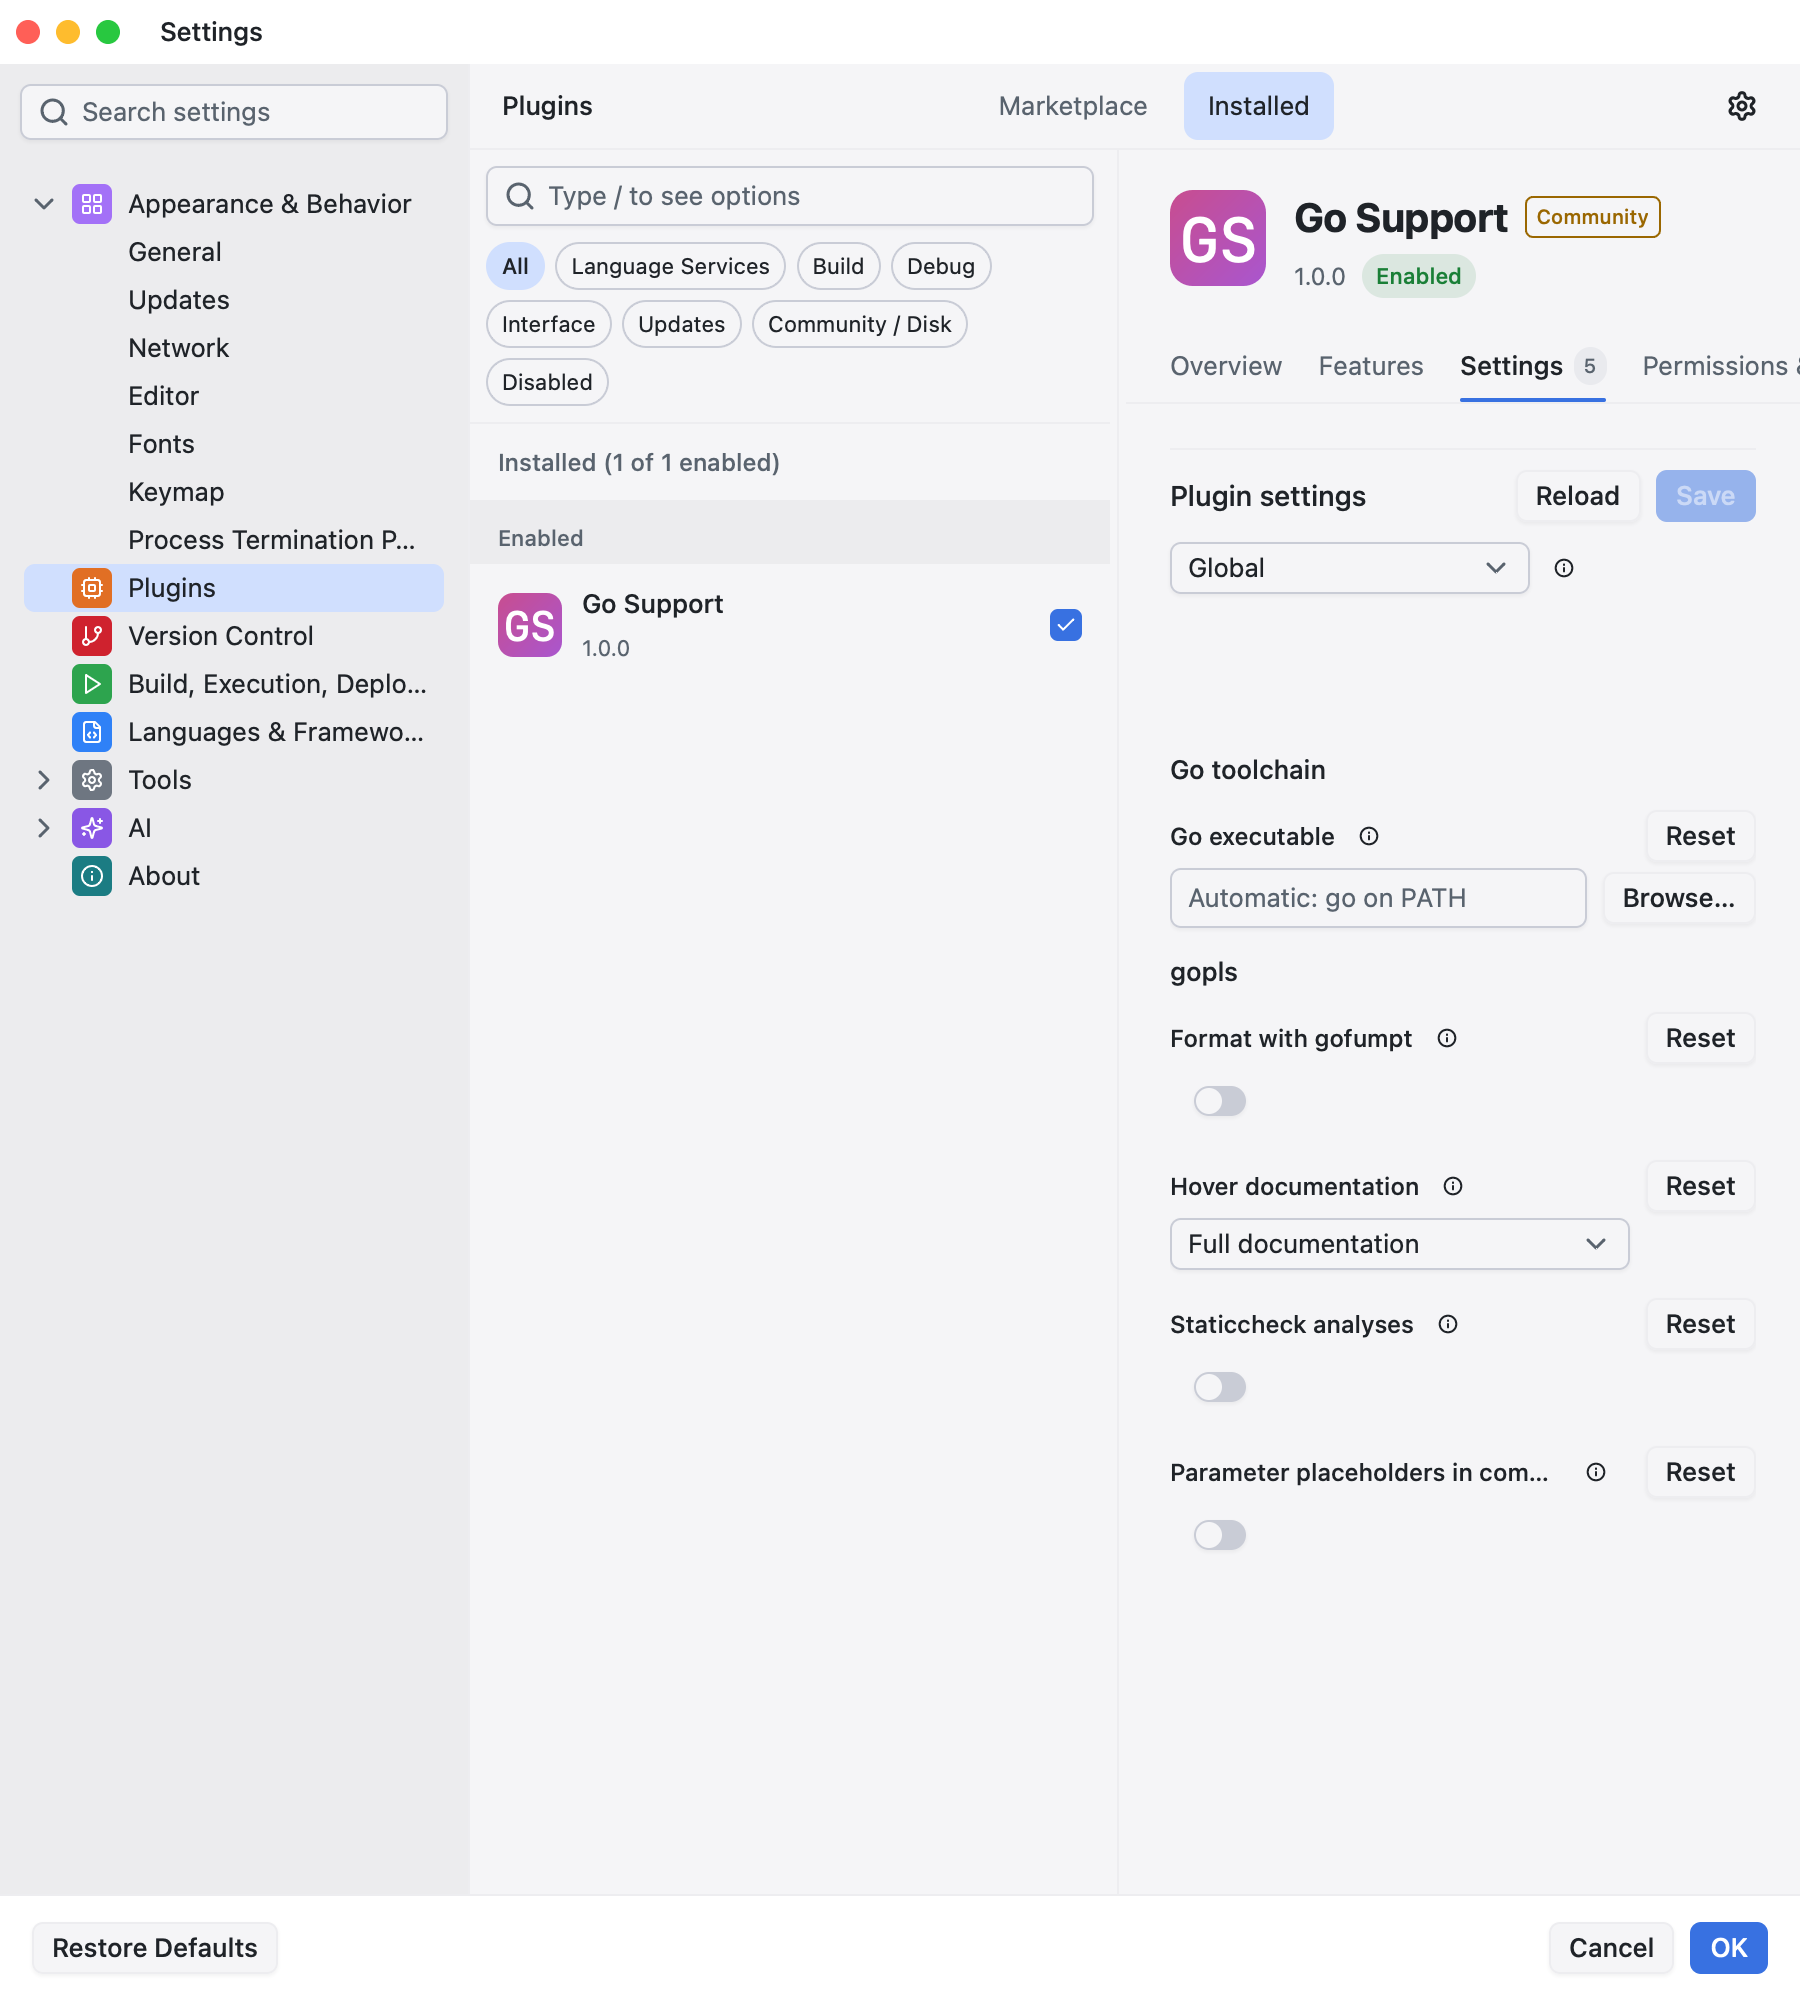 Settings
Search settings
Appearance & Behavior
General
Updates
Network
Editor
Fonts
Keymap
Process Termination P...
Plugins
Version Control
Build, Execution, Deplo...
Languages & Framewo...
Tools
AI
About
Plugins
Marketplace
Installed
Type / to see options
All
Language Services
Build
Debug
Interface
Updates
Community / Disk
Disabled
Installed (1 of 1 enabled)
Enabled
GS
Go Support
1.0.0
GS
Go Support
Community
1.0.0
Enabled
Overview
Features
Settings 5
Permissions &
Plugin settings
Reload
Save
Global
Go toolchain
Go executable
Reset
Automatic: go on PATH
Browse...
gopls
Format with gofumpt
Reset
Hover documentation
Reset
Full documentation
Staticcheck analyses
Reset
Parameter placeholders in com...
Reset
Restore Defaults
Cancel
OK